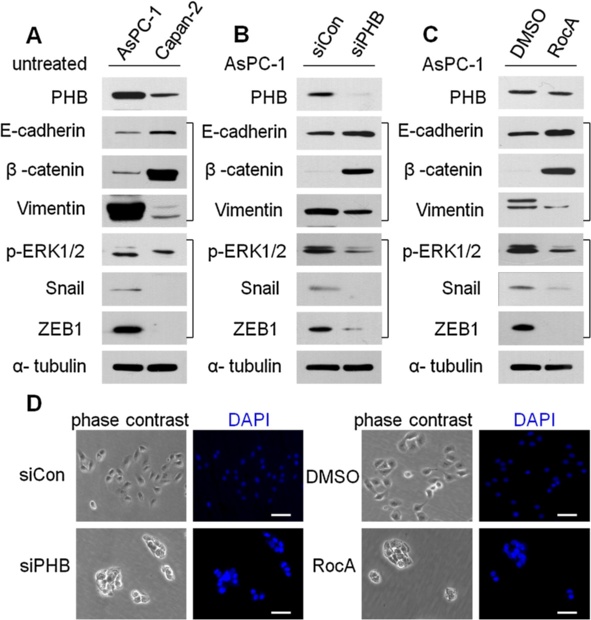 A AsPC-1 Capan-2
untreated
PHB
E-cadherin
β -catenin
Vimentin
p-ERK1/2
Snail
ZEB1
α- tubulin
B siCon siPHB
AsPC-1
PHB
E-cadherin
β -catenin
Vimentin
p-ERK1/2
Snail
ZEB1
α- tubulin
C DMSO RocA
AsPC-1
PHB
E-cadherin
β -catenin
Vimentin
p-ERK1/2
Snail
ZEB1
α- tubulin
D
phase contrast DAPI
siCon
siPHB
phase contrast DAPI
DMSO
RocA